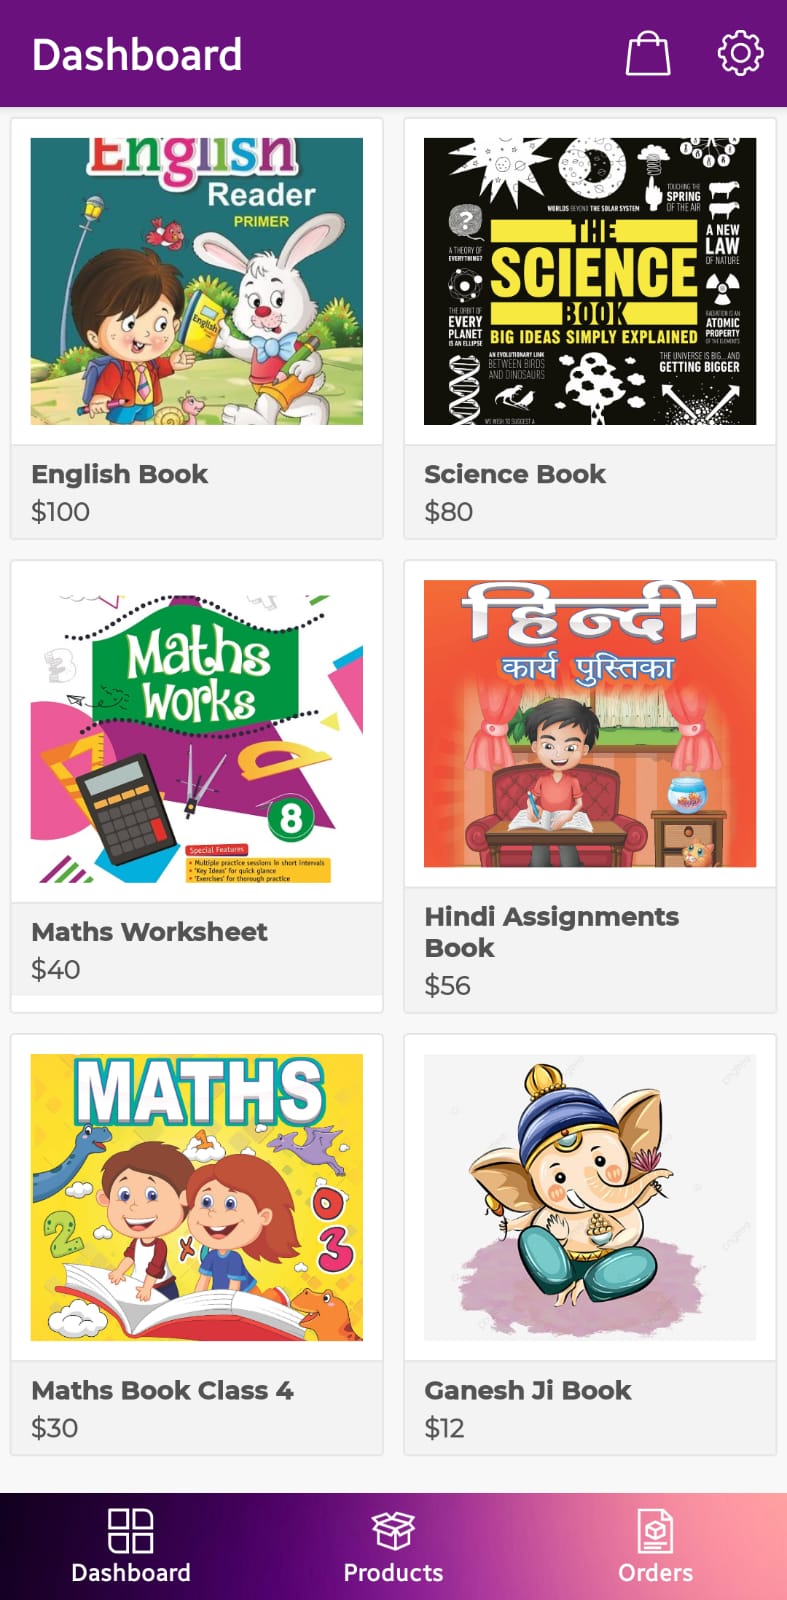 Dashboard
English
Reader
PRIMER
English
English Book
$100
WORLDS BEYOND THE SOLAR SYSTEM
TOUCHING THE
SPRING
OF THE AIR
?
A THEORY OF
EVERYTHING?
THE
SCIENCE
BOOK
BIG IDEAS SIMPLY EXPLAINED
A NEW
LAW
OF NATURE
THE ORBIT OF
EVERY
PLANET
IS AN ELLIPSE
RADIATION IS AN
ATOMIC
PROPERTY
OF THE ELEMENTS
AN EVOLUTIONARY LINK
BETWEEN BIRDS
AND DINOSAURS
THE UNIVERSE IS BIG...AND
GETTING BIGGER
WE WISH TO SUGGEST A
Science Book
$80
3
Maths
Works
8
Special Features
• Multiple practice sessions in short intervals
• 'Key Ideas' for quick glance
• 'Exercises' for thorough practice
Maths Worksheet
$40
हिन्दी
कार्य पुस्तिका
Hindi Assignments
Book
$56
MATHS
1
2
x
0
3
Maths Book Class 4
$30
pngtree
Ganesh Ji Book
$12
Dashboard
Products
Orders